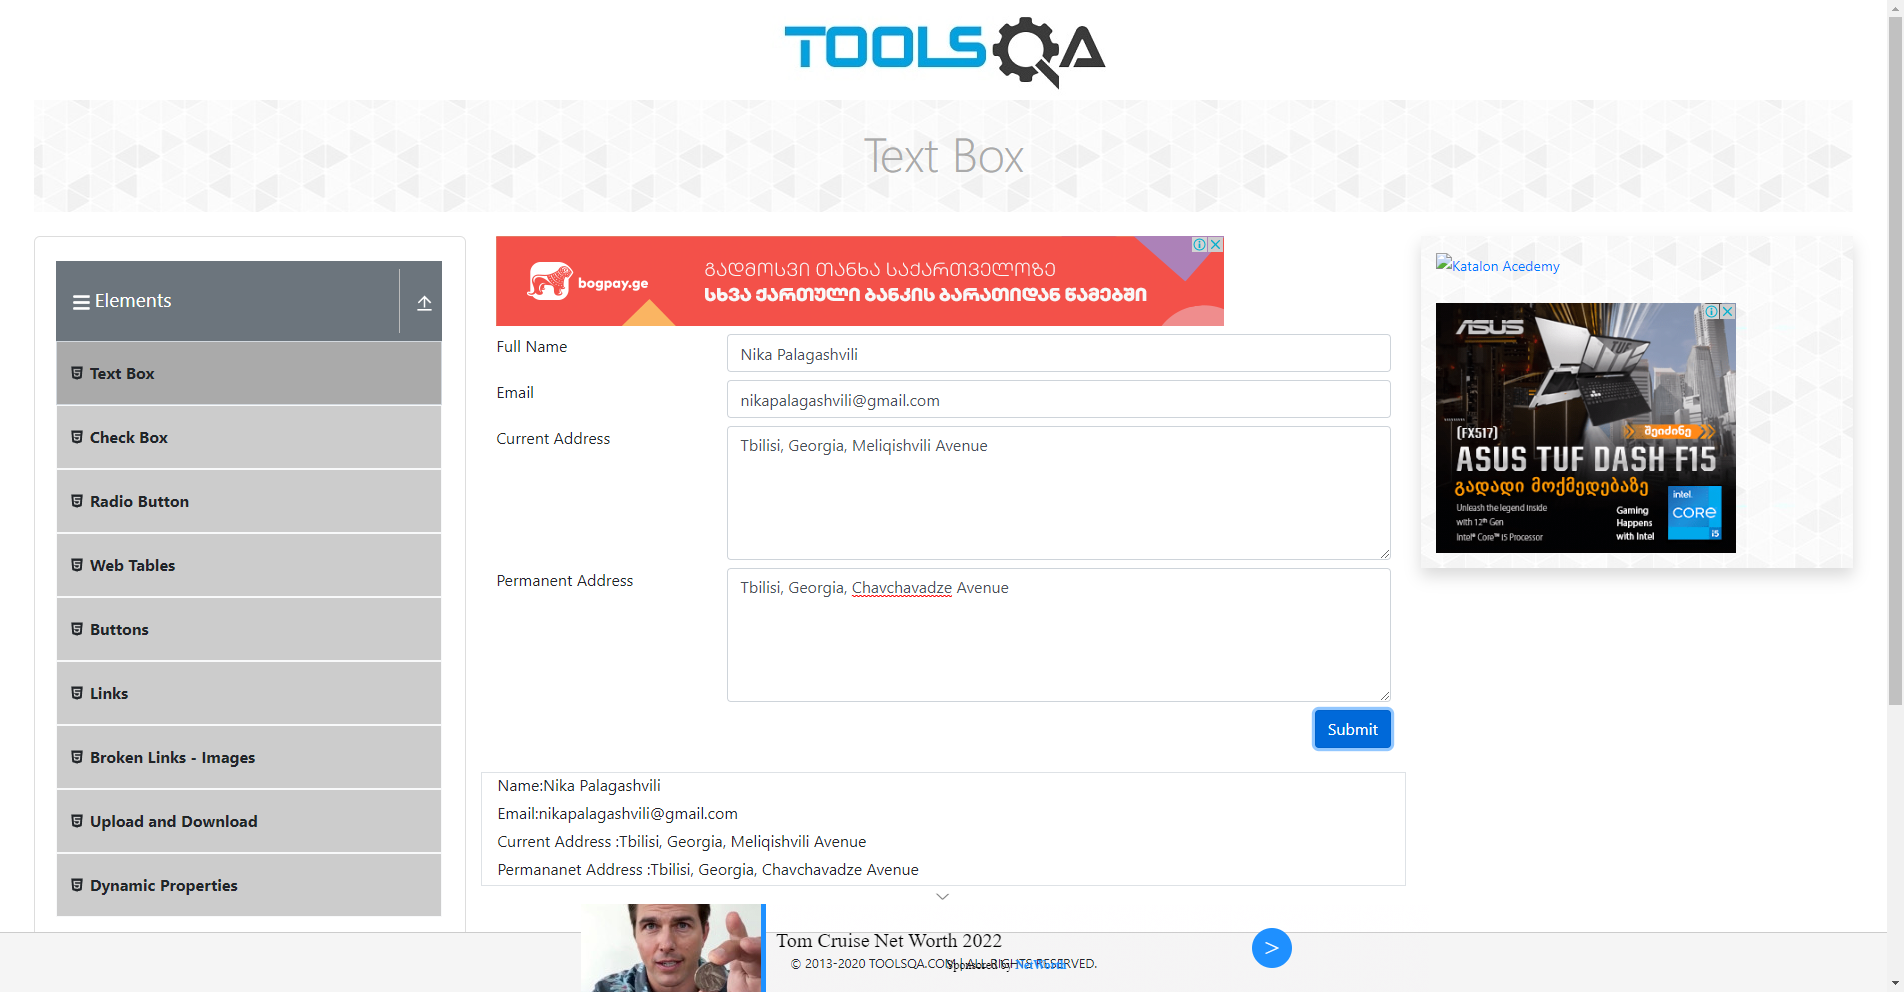 TOOLSQA
Text Box
Elements
Text Box
Check Box
Radio Button
Web Tables
Buttons
Links
Broken Links - Images
Upload and Download
Dynamic Properties
bogpay.ge
გადმოსვი თანხა საქართველოზე
სხვა ქართული ბანკის ბარათიდან წამებში
Full Name
Nika Palagashvili
Email
nikapalagashvili@gmail.com
Current Address
Tbilisi, Georgia, Meliqishvili Avenue
Permanent Address
Tbilisi, Georgia, Chavchavadze Avenue
Submit
Name:Nika Palagashvili
Email:nikapalagashvili@gmail.com
Current Address :Tbilisi, Georgia, Meliqishvili Avenue
Permananet Address :Tbilisi, Georgia, Chavchavadze Avenue
Katalon Acedemy
ASUS
TUF
(FX517)
შეიძინე
ASUS TUF DASH F15
გადადი მოქმედებაზე
Unleash the legend inside
with 12th Gen
Intel® Core™ i5 Processor
Gaming
Happens
with Intel
intel
CORE
i5
Tom Cruise Net Worth 2022
© 2013-2020 TOOLSQA.COM | ALL RIGHTS RESERVED.
Sponsored by NetWorth